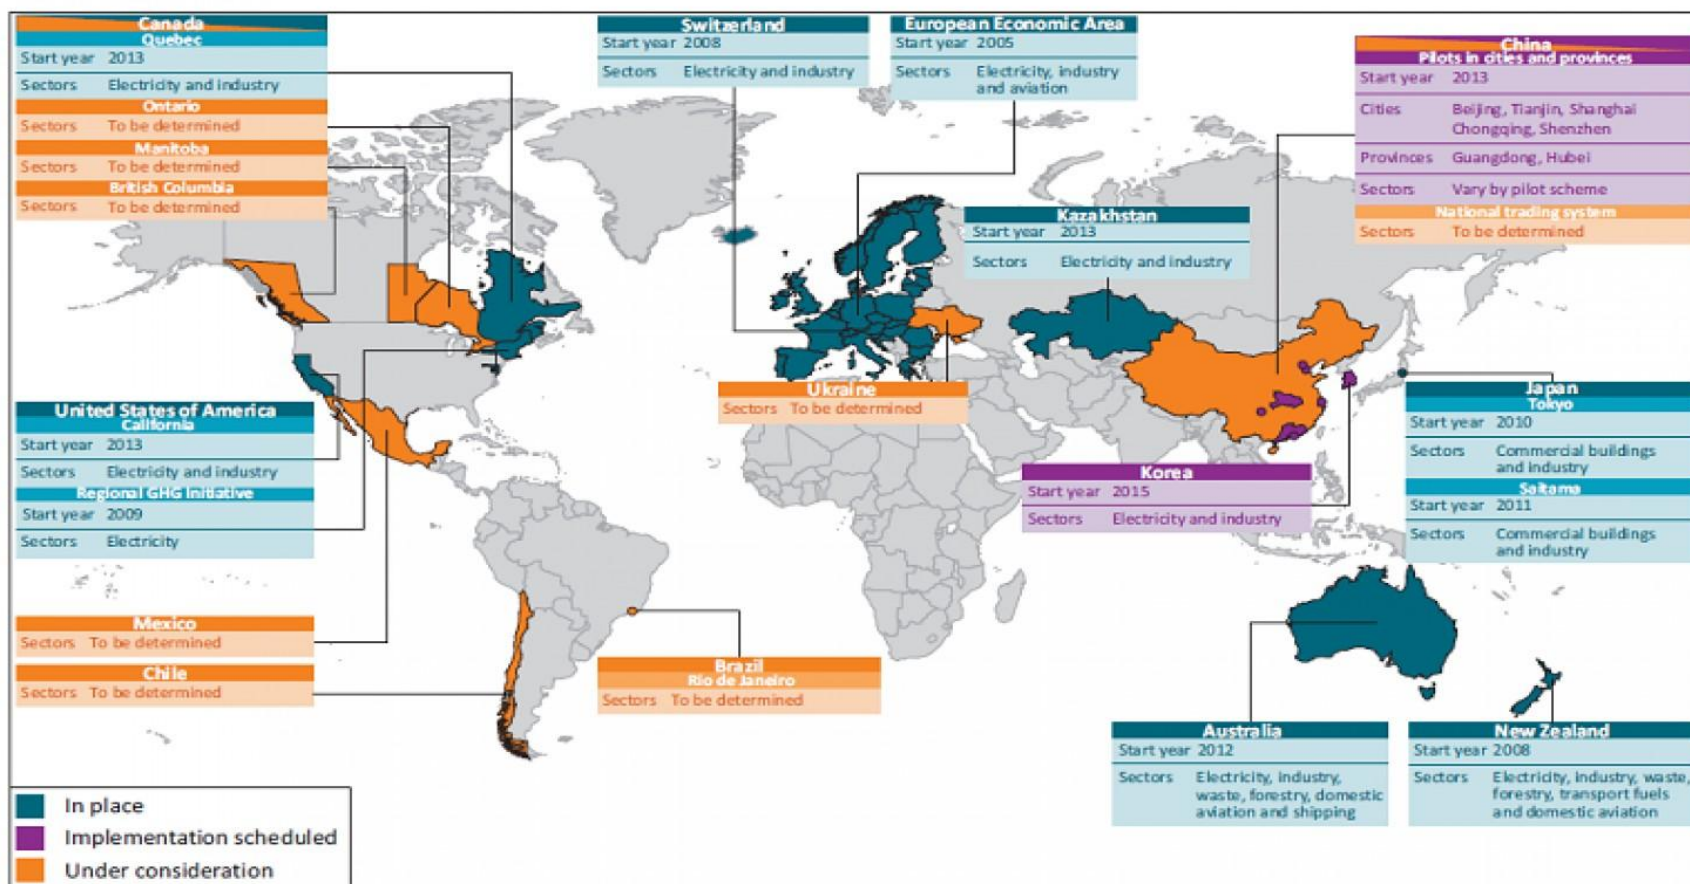 Canada
Quebec
Start year 2013
Sectors Electricity and industry
Ontario
Sectors To be determined
Manitoba
Sectors To be determined
British Columbia
Sectors To be determined
Switzerland
Start year 2008
Sectors Electricity and industry
European Economic Area
Start year 2005
Sectors Electricity, industry
and aviation
China
Pilots in cities and provinces
Start year 2013
Cities Beijing, Tianjin, Shanghai
Chongqing, Shenzhen
Provinces Guangdong, Hubei
Sectors Vary by pilot scheme
National trading system
Sectors To be determined
Kazakhstan
Start year 2013
Sectors Electricity and industry
Ukraine
Sectors To be determined
United States of America
California
Start year 2013
Sectors Electricity and industry
Regional GHG Initiative
Start year 2009
Sectors Electricity
Korea
Start year 2015
Sectors Electricity and industry
Japan
Tokyo
Start year 2010
Sectors Commercial buildings
and industry
Saitama
Start year 2011
Sectors Commercial buildings
and industry
Mexico
Sectors To be determined
Chile
Sectors To be determined
Brazil
Rio de Janeiro
Sectors To be determined
Australia
Start year 2012
Sectors Electricity, industry,
waste, forestry, domestic
aviation and shipping
New Zealand
Start year 2008
Sectors Electricity, industry, waste,
forestry, transport fuels
and domestic aviation
In place
Implementation scheduled
Under consideration